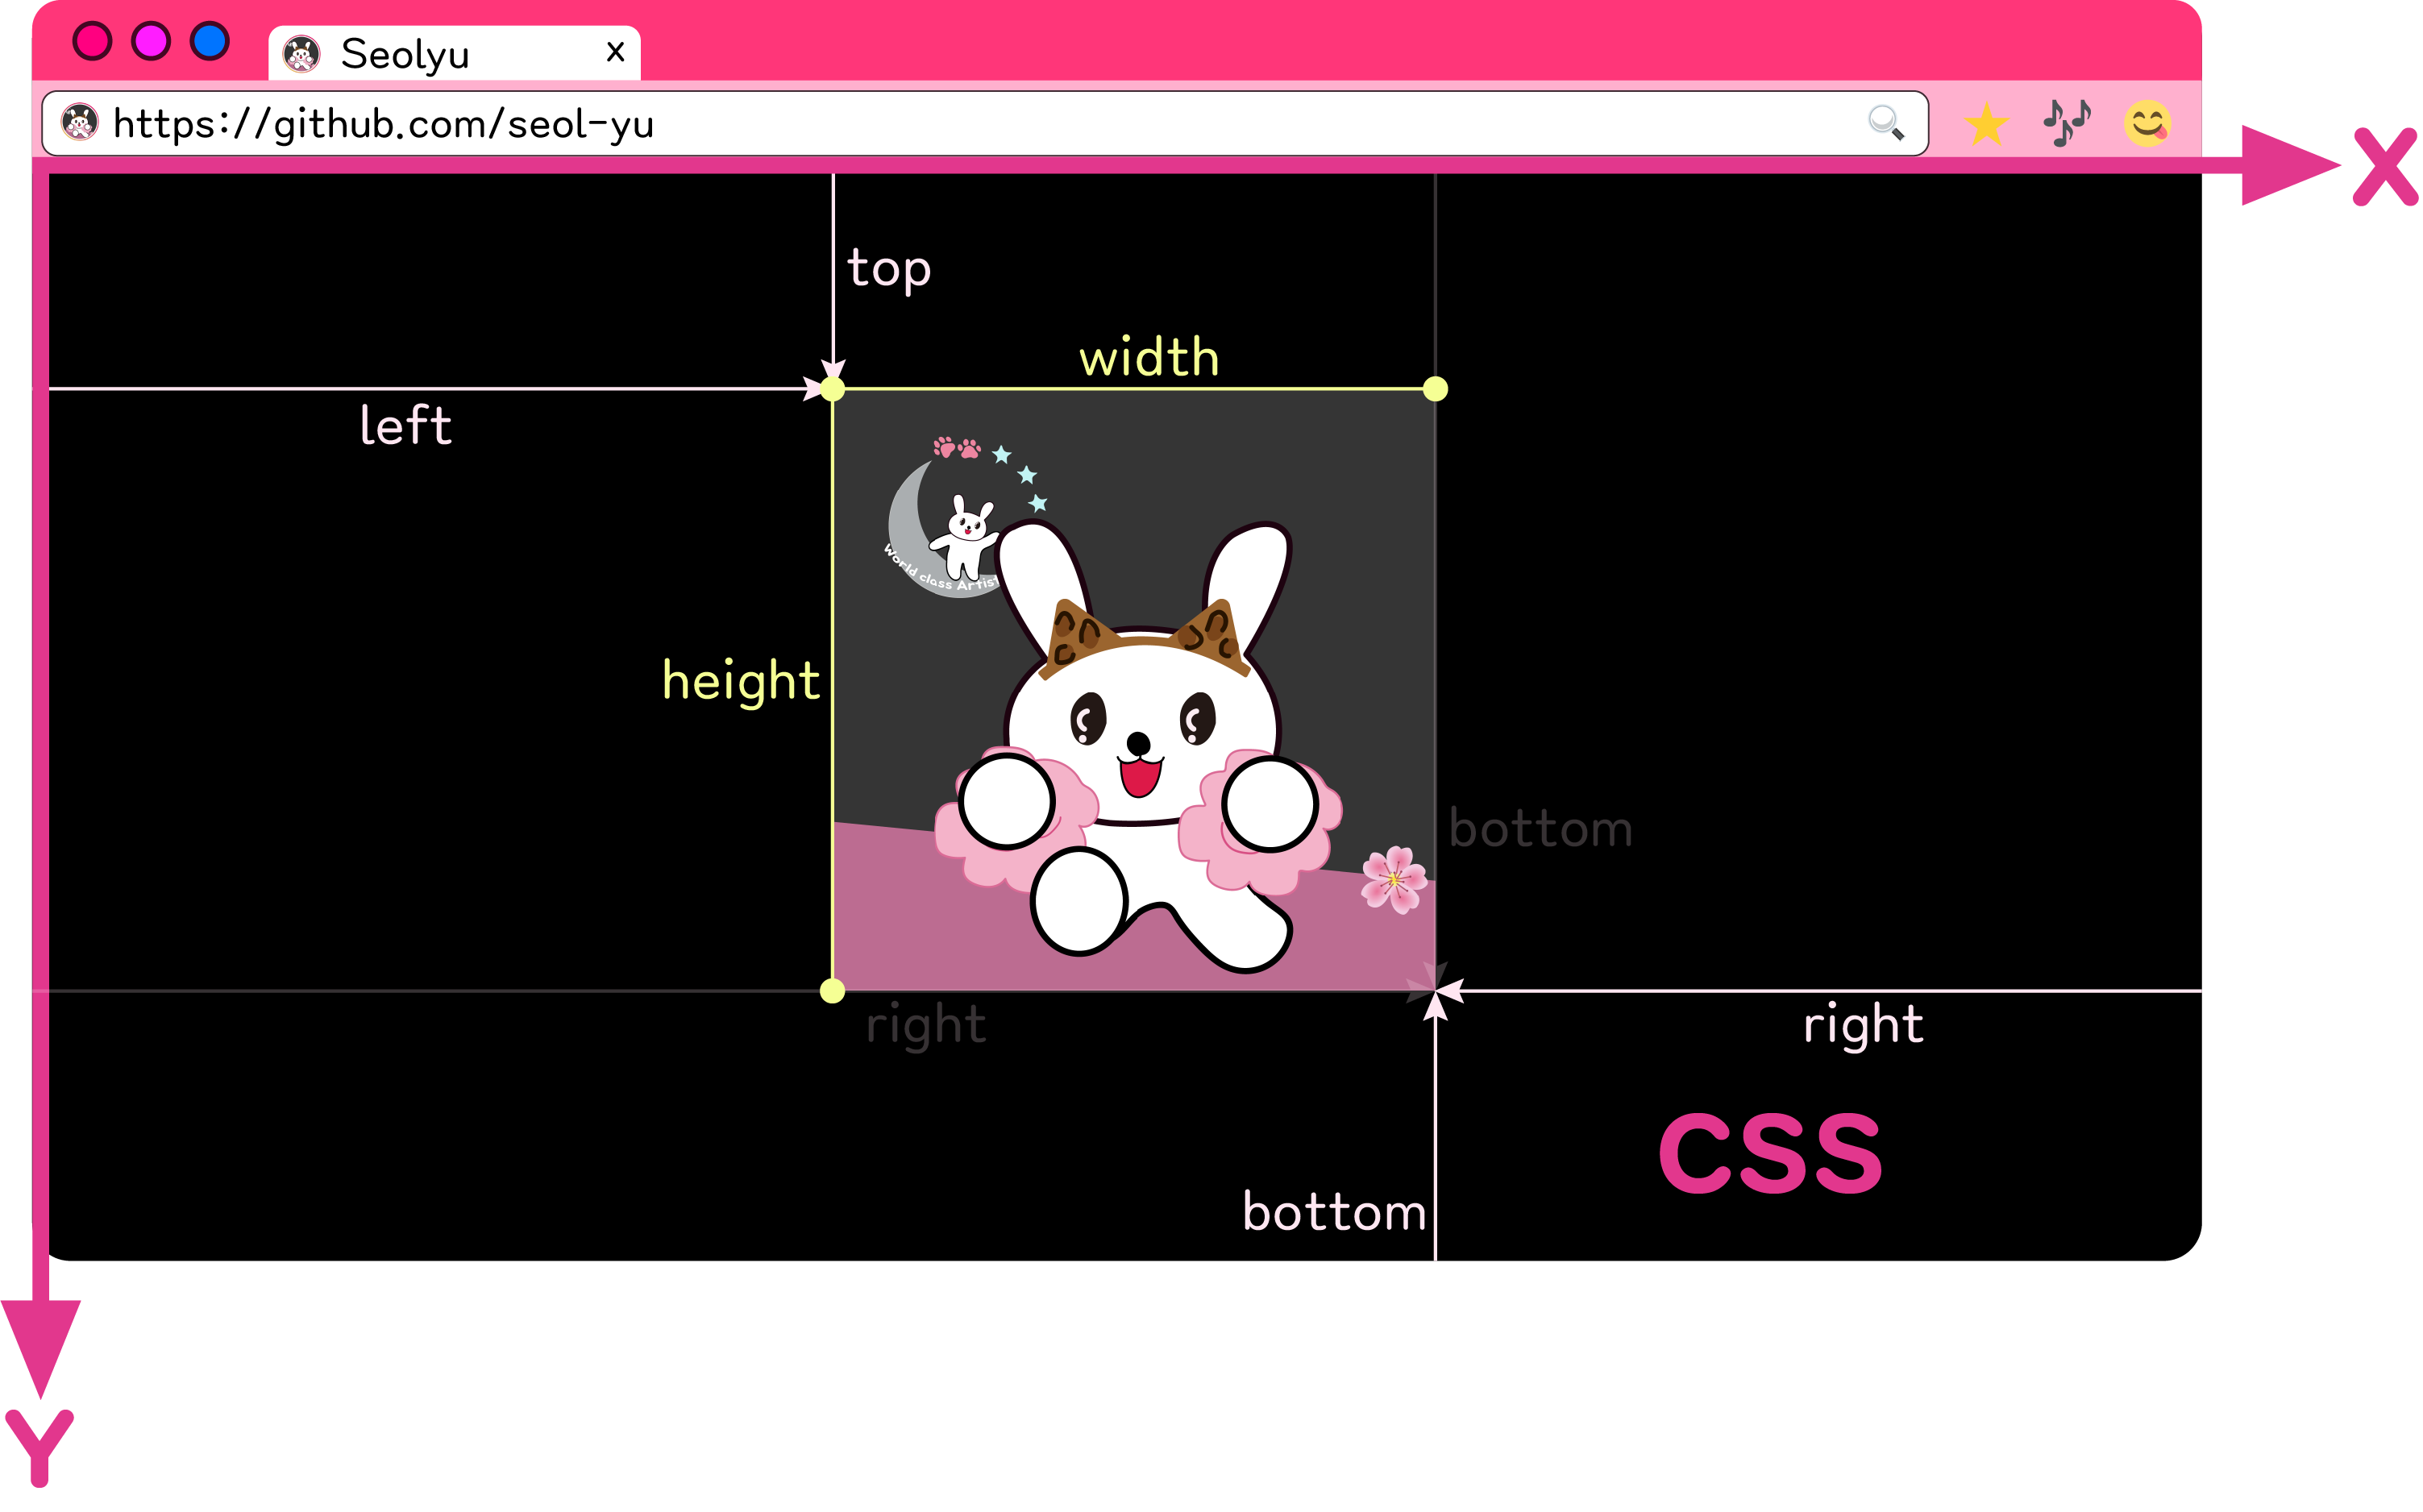 Seolyu x
https://github.com/seol-yu
X
top
width
left
World class Artist
height
bottom
right
right
CSS
bottom
Y